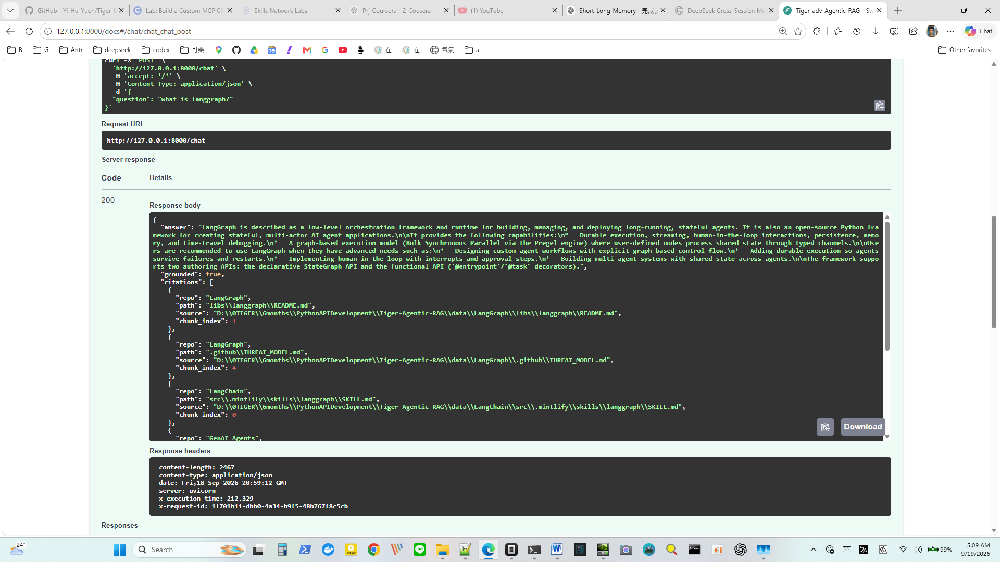 GitHub - Yi-Hu-Yueh/Tiger-
Lab: Build a Custom MCP Cli
Skills Network Labs
Prj-Coursera - 2-Cousera
(1) YouTube
Short-Long-Memory - 完成
DeepSeek Cross-Session Me
Tiger-adv-Agentic-RAG - Sw
127.0.0.1:8000/docs#/chat/chat_chat_post
Chat
B
G
Antr
deepseek
codex
可樂
在
在
氧氣
a
Other favorites
curl -X 'POST' \
'http://127.0.0.1:8000/chat' \
-H 'accept: */*' \
-H 'Content-Type: application/json' \
-d '{
"question": "what is langgraph?"
}'
Request URL
http://127.0.0.1:8000/chat
Server response
Code Details
200
Response body
{
"answer": "LangGraph is described as a low-level orchestration framework and runtime for building, managing, and deploying long-running, stateful agents. It is also an open-source Python fra
mework for creating stateful, multi-actor AI agent applications.\n\nIt provides the following capabilities:\n*   Durable execution, streaming, human-in-the-loop interactions, persistence, memo
ry, and time-travel debugging.\n*   A graph-based execution model (Bulk Synchronous Parallel via the Pregel engine) where user-defined nodes process shared state through typed channels.\n\nUse
rs are recommended to use LangGraph when they have advanced needs such as:\n*   Designing custom agent workflows with explicit graph-based control flow.\n*   Adding durable execution so agents
survive failures and restarts.\n*   Implementing human-in-the-loop with interrupts and approval steps.\n*   Building multi-agent systems with shared state across agents.\n\nThe framework suppo
rts two authoring APIs: the declarative StateGraph API and the functional API (`@entrypoint`/`@task` decorators).",
"grounded": true,
"citations": [
{
"repo": "LangGraph",
"path": "libs\\langgraph\\README.md",
"source": "D:\\0TIGER\\6months\\PythonAPIDevelopment\\Tiger-Agentic-RAG\\data\\LangGraph\\libs\\langgraph\\README.md",
"chunk_index": 1
},
{
"repo": "LangGraph",
"path": ".github\\THREAT_MODEL.md",
"source": "D:\\0TIGER\\6months\\PythonAPIDevelopment\\Tiger-Agentic-RAG\\data\\LangGraph\\.github\\THREAT_MODEL.md",
"chunk_index": 4
},
{
"repo": "LangChain",
"path": "src\\.mintlify\\skills\\langgraph\\SKILL.md",
"source": "D:\\0TIGER\\6months\\PythonAPIDevelopment\\Tiger-Agentic-RAG\\data\\LangChain\\src\\.mintlify\\skills\\langgraph\\SKILL.md",
"chunk_index": 0
},
{
"repo": "GenAI Agents",
Download
Response headers
content-length: 2467
content-type: application/json
date: Fri,18 Sep 2026 20:59:12 GMT
server: uvicorn
x-execution-time: 212.329
x-request-id: 1f701b11-dbb0-4a34-b9f5-48b767f8c5cb
Responses
24°
Search
99%
5:09 AM
9/19/2026